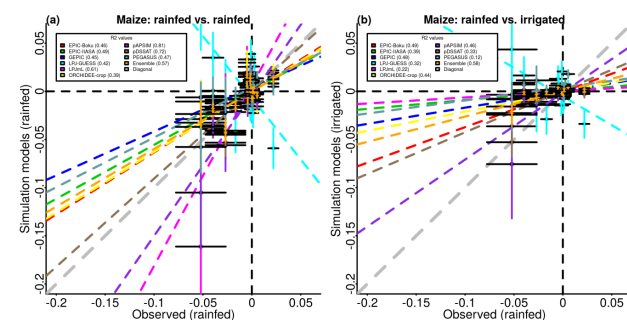 (a) Maize: rainfed vs. rainfed
R2 values
EPIC-Boku (0.46) pAPSIM (0.81)
EPIC-IIASA (0.49) pDSSAT (0.72)
GEPIC (0.45) PEGASUS (0.47)
LPJ-GUESS (0.42) Ensemble (0.57)
LPJmL (0.61) Diagonal
ORCHIDEE-crop (0.39)
Simulation models (rainfed)
0.05
0
-0.05
-0.1
-0.15
-0.2
-0.2 -0.15 -0.1 -0.05 0 0.05
Observed (rainfed)
(b) Maize: rainfed vs. irrigated
R2 values
EPIC-Boku (0.49) pAPSIM (0.46)
EPIC-IIASA (0.39) pDSSAT (0.33)
GEPIC (0.48) PEGASUS (0.12)
LPJ-GUESS (0.32) Ensemble (0.58)
LPJmL (0.22) Diagonal
ORCHIDEE-crop (0.44)
Simulation models (irrigated)
0.05
0
-0.05
-0.1
-0.15
-0.2
-0.2 -0.15 -0.1 -0.05 0 0.05
Observed (rainfed)